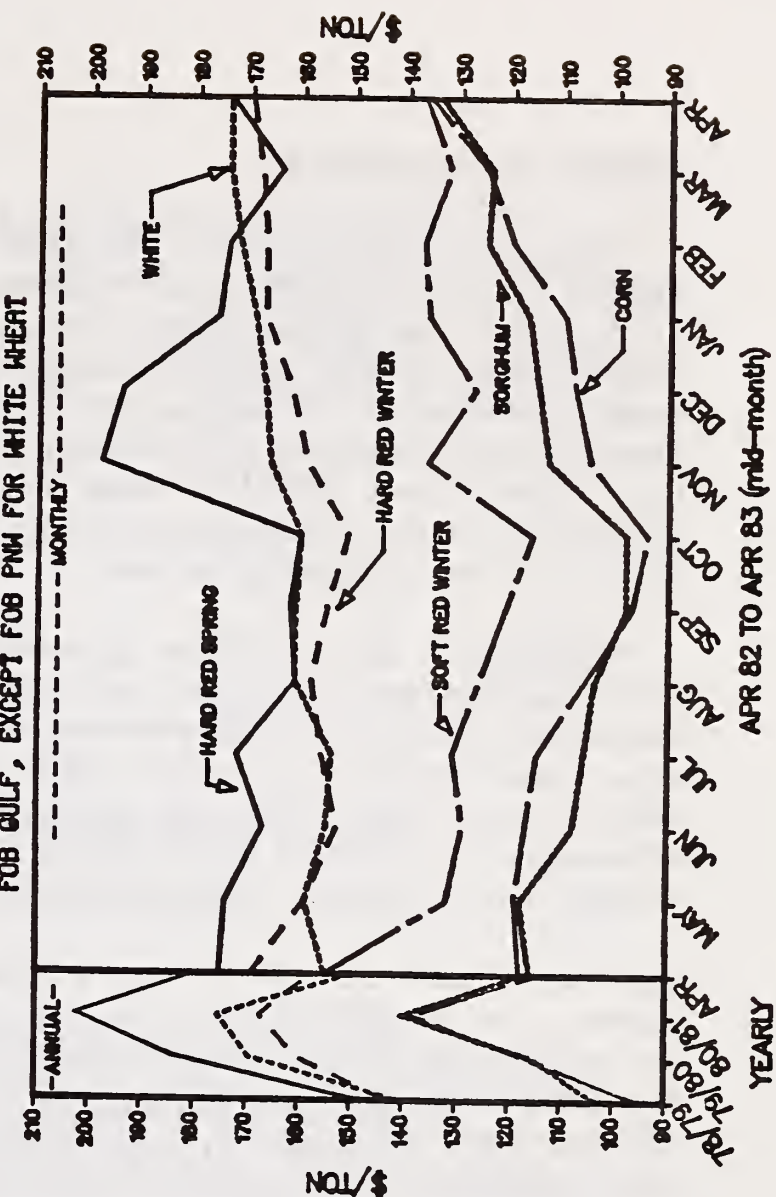 FOB GULF, EXCEPT FOB PNW FOR WHITE WHEAT
$/TON
$/TON
210
200
190
180
170
160
150
140
130
120
110
100
90
210
200
190
180
170
160
150
140
130
120
110
100
90
-ANNUAL-
MONTHLY
HARD RED SPRING
WHITE
HARD RED WINTER
SOFT RED WINTER
SORGHUM
CORN
78/79
79/80
80/81
APR
MAY
JUN
JUL
AUG
SEP
OCT
NOV
DEC
JAN
FEB
MAR
APR
YEARLY
APR 82 TO APR 83 (mid-month)